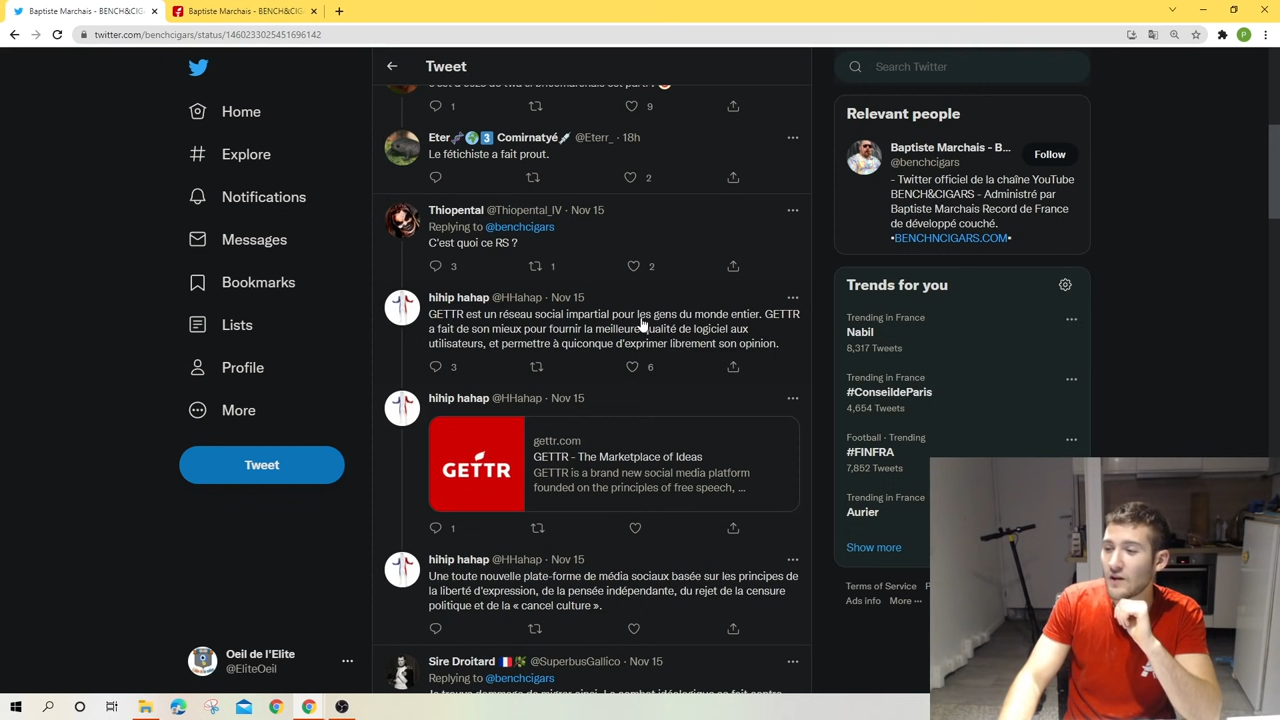 Baptiste Marchais - BENCH&CIG
Baptiste Marchais - BENCH&CIGAR
twitter.com/benchcigars/status/1460233025451696142
P
Home
Explore
Notifications
Messages
Bookmarks
Lists
Profile
More
Tweet
Oeil de l'Elite
@EliteOeil
Tweet
1
9
Eter 3 Comirnatyé @Eterr_ · 18h
Le fétichiste a fait prout.
2
Thiopental @Thiopental_IV · Nov 15
Replying to @benchcigars
C'est quoi ce RS ?
3 1 2
hihip hahap @HHahap · Nov 15
GETTR est un réseau social impartial pour les gens du monde entier. GETTR
a fait de son mieux pour fournir la meilleure qualité de logiciel aux
utilisateurs, et permettre à quiconque d'exprimer librement son opinion.
3 6
hihip hahap @HHahap · Nov 15
GETTR
gettr.com
GETTR - The Marketplace of Ideas
GETTR is a brand new social media platform
founded on the principles of free speech, ...
1
hihip hahap @HHahap · Nov 15
Une toute nouvelle plate-forme de média sociaux basée sur les principes de
la liberté d'expression, de la pensée indépendante, du rejet de la censure
politique et de la « cancel culture ».
Sire Droitard @SuperbusGallico · Nov 15
Replying to @benchcigars
Search Twitter
Relevant people
Baptiste Marchais - B...
@benchcigars
Follow
- Twitter officiel de la chaîne YouTube
BENCH&CIGARS - Administré par
Baptiste Marchais Record de France
de développé couché.
•BENCHNCIGARS.COM•
Trends for you
Trending in France
Nabil
8,317 Tweets
Trending in France
#ConseildeParis
4,654 Tweets
Football · Trending
#FINFRA
7,852 Tweets
Trending in France
Aurier
Show more
Terms of Service
Ads info More ···